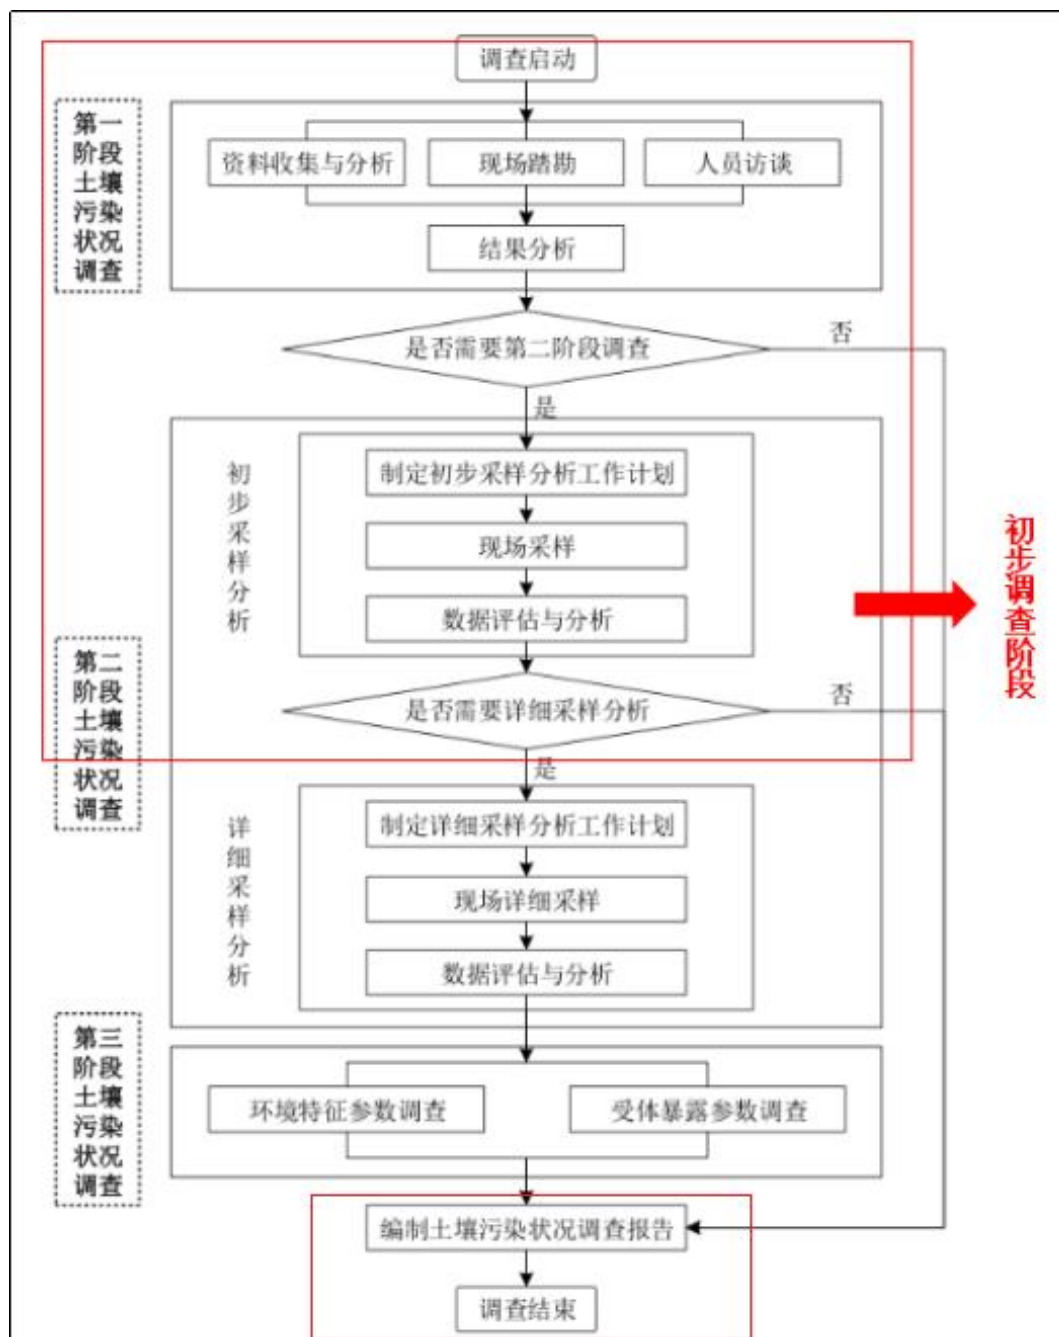 调查启动
第一
阶段
土壤
污染
状况
调查
资料收集与分析
现场踏勘
人员访谈
结果分析
是否需要第二阶段调查
否
是
初步采样分析
制定初步采样分析工作计划
现场采样
数据评估与分析
初步调查阶段
第二
阶段
土壤
污染
状况
调查
是否需要详细采样分析
否
是
详细采样分析
制定详细采样分析工作计划
现场详细采样
数据评估与分析
第三
阶段
土壤
污染
状况
调查
环境特征参数调查
受体暴露参数调查
编制土壤污染状况调查报告
调查结束